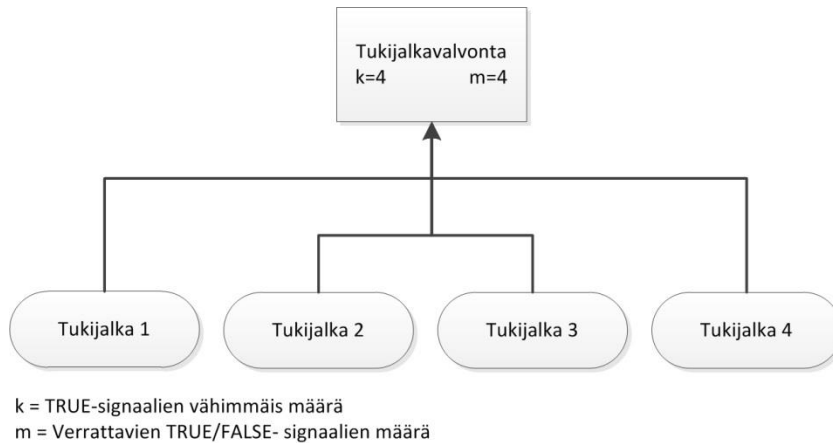 Tukijalkavalvonta
k=4 m=4
Tukijalka 1 Tukijalka 2 Tukijalka 3 Tukijalka 4
k = TRUE-signaalien vähimmäis määrä
m = Verrattavien TRUE/FALSE- signaalien määrä